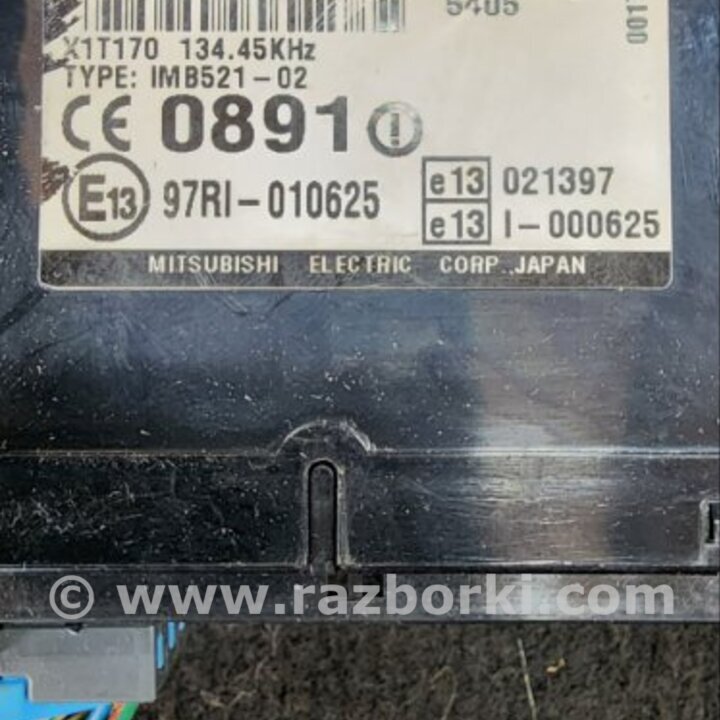 5405
X1T170 134.45KHz
TYPE: IMB521-02
CE 0891
E13 97RI-010625
e13 021397
e13 I-000625
MITSUBISHI ELECTRIC CORP.,JAPAN
© www.razborki.com